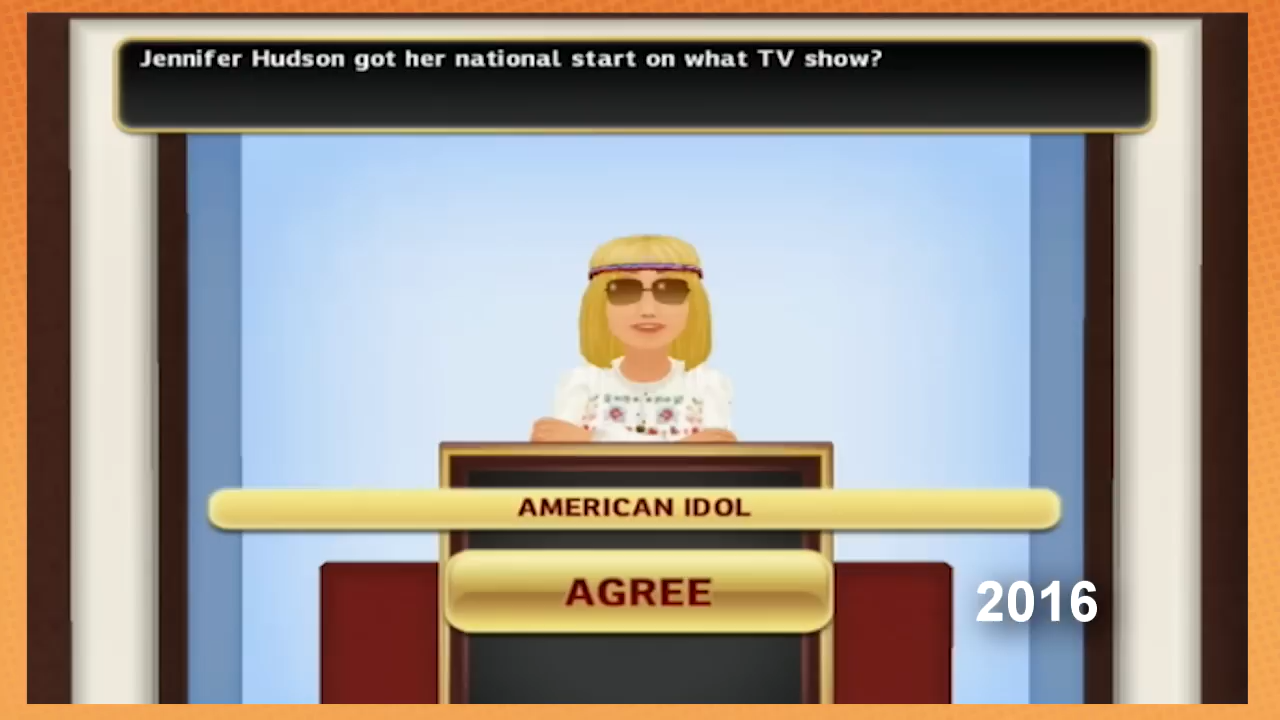 Jennifer Hudson got her national start on what TV show?
AMERICAN IDOL
AGREE
2016